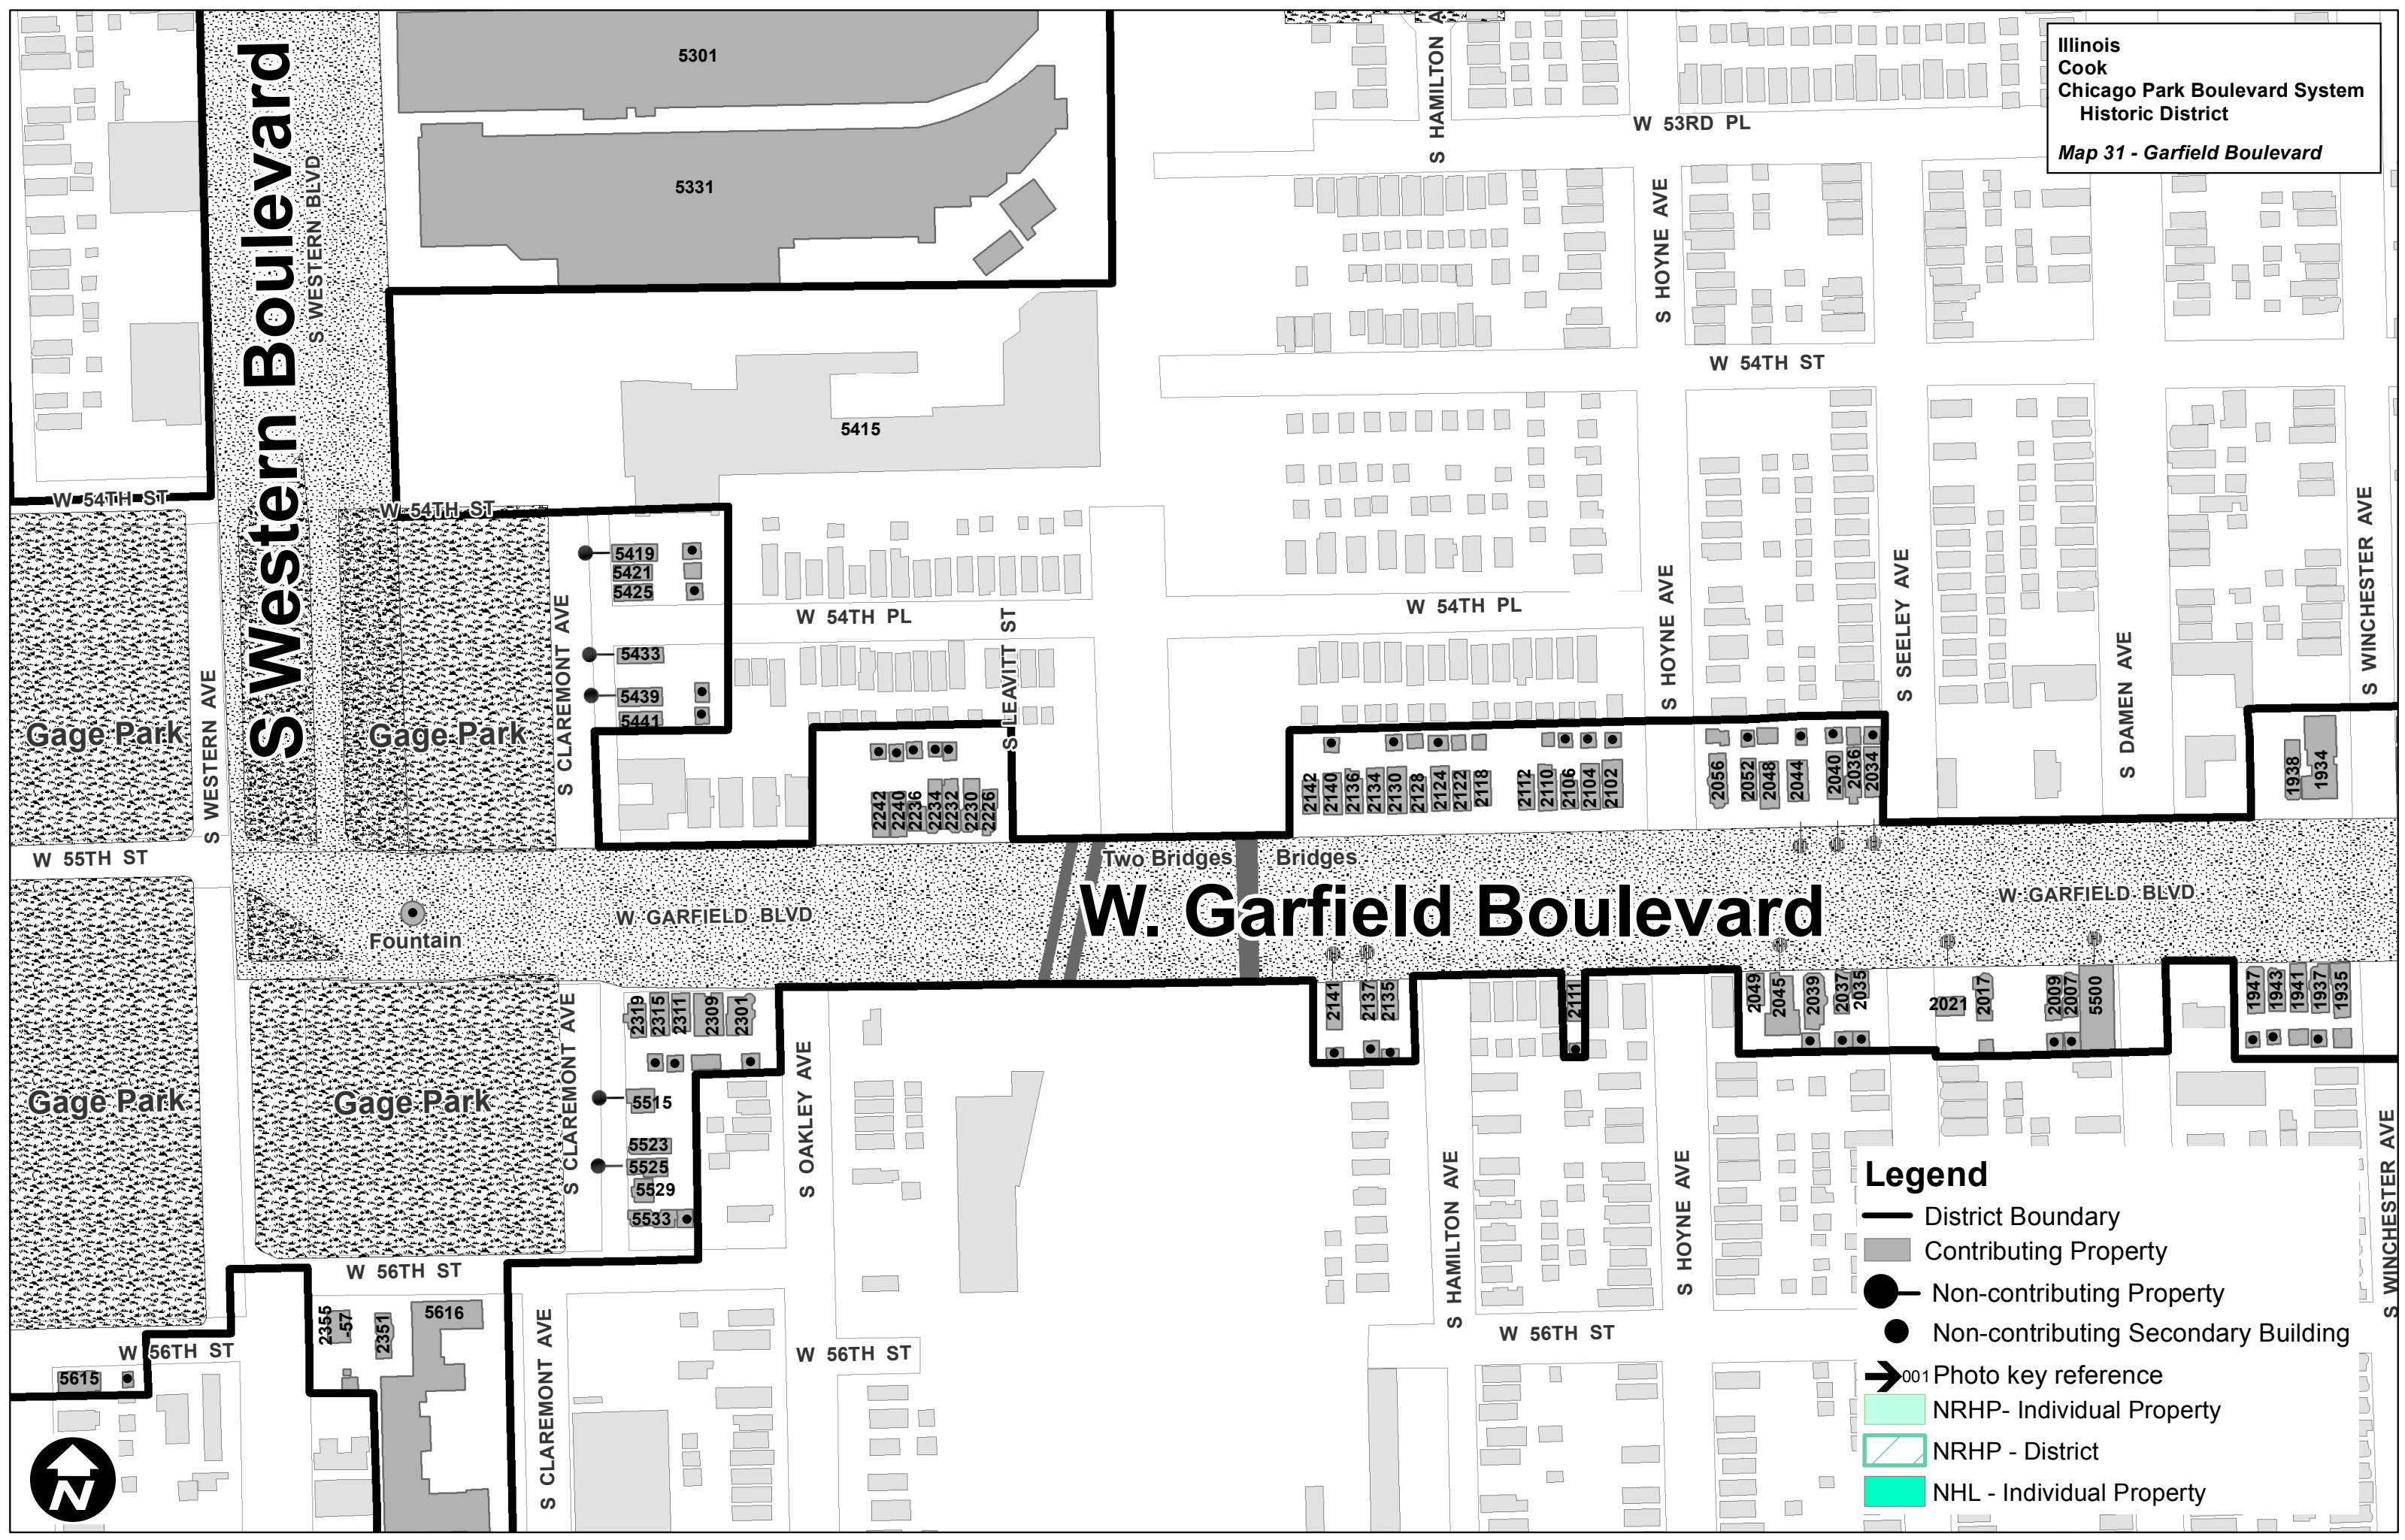 Illinois
Cook
Chicago Park Boulevard System
Historic District
Map 31 - Garfield Boulevard
5301
5331
5415
S Western Boulevard
S WESTERN BLVD
S HAMILTON A
W 53RD PL
S HOYNE AVE
W 54TH ST
W 54TH ST
W 54TH ST
5419
5421
5425
5433
5439
5441
S CLAREMONT AVE
W 54TH PL
S LEAVITT ST
W 54TH PL
S HOYNE AVE
S SEELEY AVE
S DAMEN AVE
S WINCHESTER AVE
S WESTERN AVE
Gage Park
Gage Park
2242
2240
2236
2234
2232
2230
2226
2142
2140
2136
2134
2130
2128
2124
2122
2118
2112
2110
2106
2104
2102
2056
2052
2048
2044
2040
2036
2034
1938
1934
W 55TH ST
Two Bridges
Bridges
W. Garfield Boulevard
W GARFIELD BLVD
W GARFIELD BLVD
Fountain
2319
2315
2311
2309
2301
2141
2137
2135
2111
2049
2045
2039
2037
2035
2021
2017
2009
2007
5500
1947
1943
1941
1937
1935
Gage Park
Gage Park
S CLAREMONT AVE
S OAKLEY AVE
5515
5523
5525
5529
5533
S HAMILTON AVE
S HOYNE AVE
S WINCHESTER AVE
W 56TH ST
W 56TH ST
W 56TH ST
W 56TH ST
2355
-57
2351
5616
5615
S CLAREMONT AVE
N
Legend
District Boundary
Contributing Property
Non-contributing Property
Non-contributing Secondary Building
001 Photo key reference
NRHP- Individual Property
NRHP - District
NHL - Individual Property